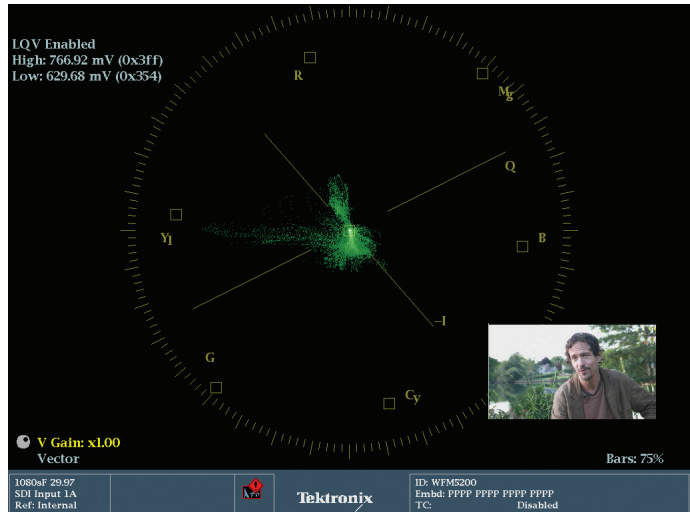 LQV Enabled
High: 766.92 mV (0x3ff)
Low: 629.68 mV (0x354)
R
Mg
Q
Yl
B
-I
G
Cy
V Gain: x1.00
Vector
Bars: 75%
1080sF 29.97
SDI Input 1A
Ref: Internal
Tektronix
ID: WFM5200
Embd: PPPP PPPP PPPP PPPP
TC: Disabled